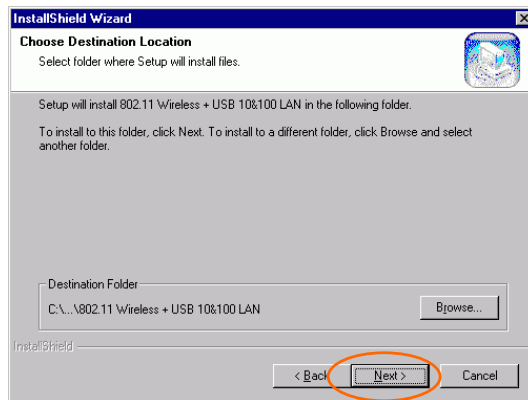 InstallShield Wizard
Choose Destination Location
Select folder where Setup will install files.
Setup will install 802.11 Wireless + USB 10&100 LAN in the following folder.
To install to this folder, click Next. To install to a different folder, click Browse and select
another folder.
Destination Folder
C:\...\802.11 Wireless + USB 10&100 LAN
Browse...
InstallShield
< Back
Next >
Cancel